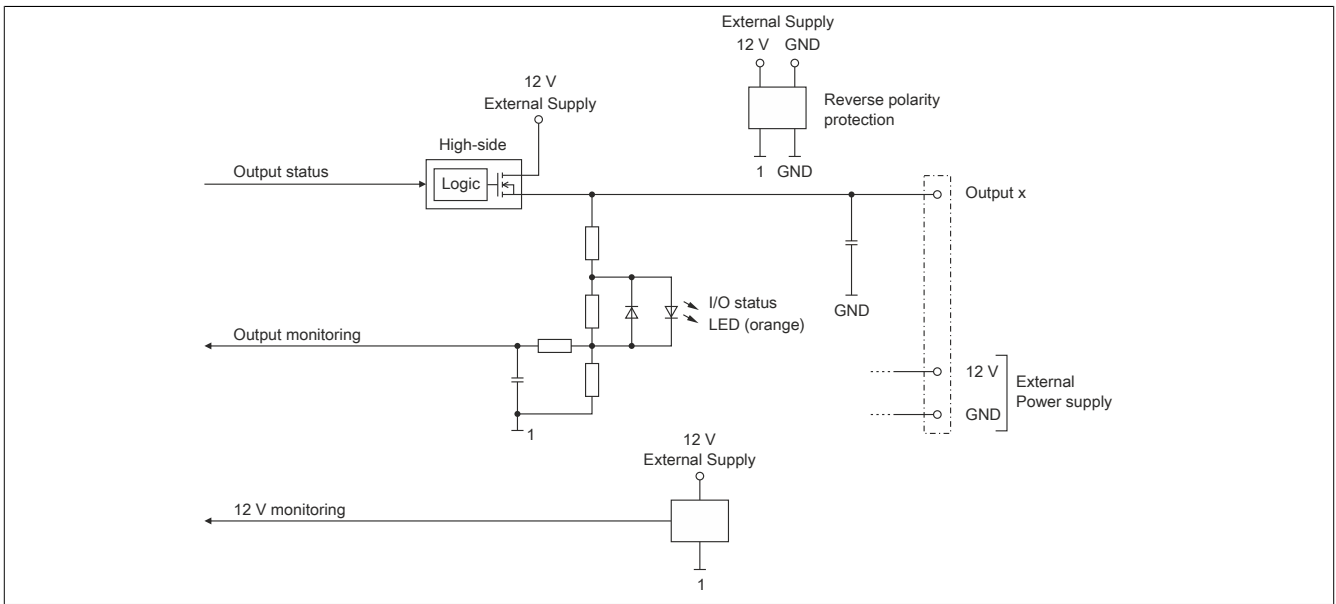 External Supply
12 V GND
Reverse polarity
protection
1 GND
12 V
External Supply
High-side
Logic
Output status
Output x
I/O status
LED (orange)
GND
Output monitoring
1
12 V
GND
External
Power supply
12 V
External Supply
12 V monitoring
1